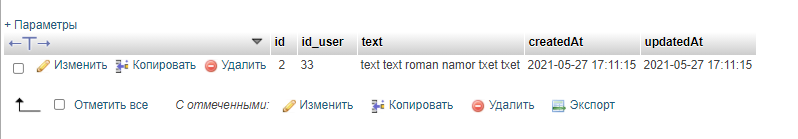 + Параметры
←T→ id id_user text createdAt updatedAt
Изменить Копировать Удалить 2 33 text text roman namor txet txet 2021-05-27 17:11:15 2021-05-27 17:11:15
Отметить все С отмеченными: Изменить Копировать Удалить Экспорт